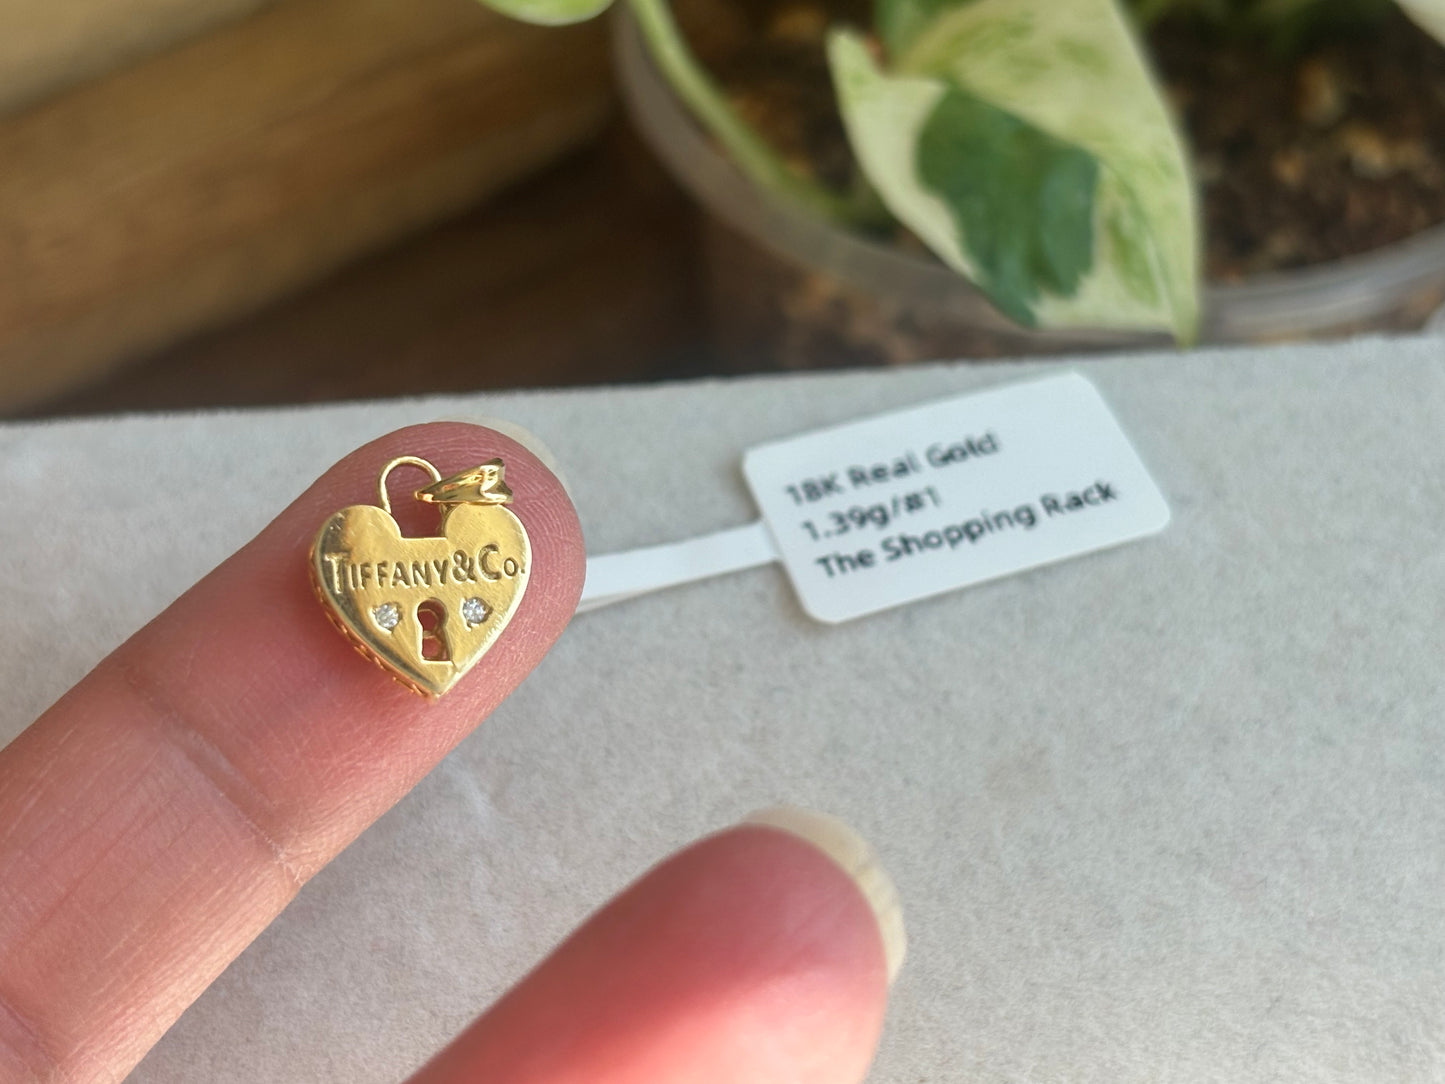 TIFFANY&CO.
18K Real Gold
1.39g/#1
The Shopping Rack